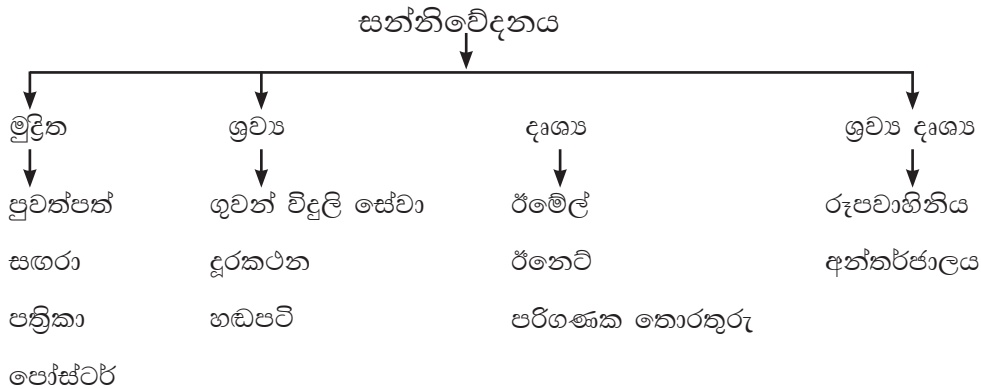 සන්නිවේදනය
මුද්‍රිත ශ්‍රව්‍ය දෘශ්‍ය ශ්‍රව්‍ය දෘශ්‍ය
පුවත්පත් ගුවන් විදුලි සේවා ඊමේල් රූපවාහිනිය
සඟරා දුරකථන ඊනෙට් අන්තර්ජාලය
පත්‍රිකා හඬපටි පරිගණක තොරතුරු
පෝස්ටර්